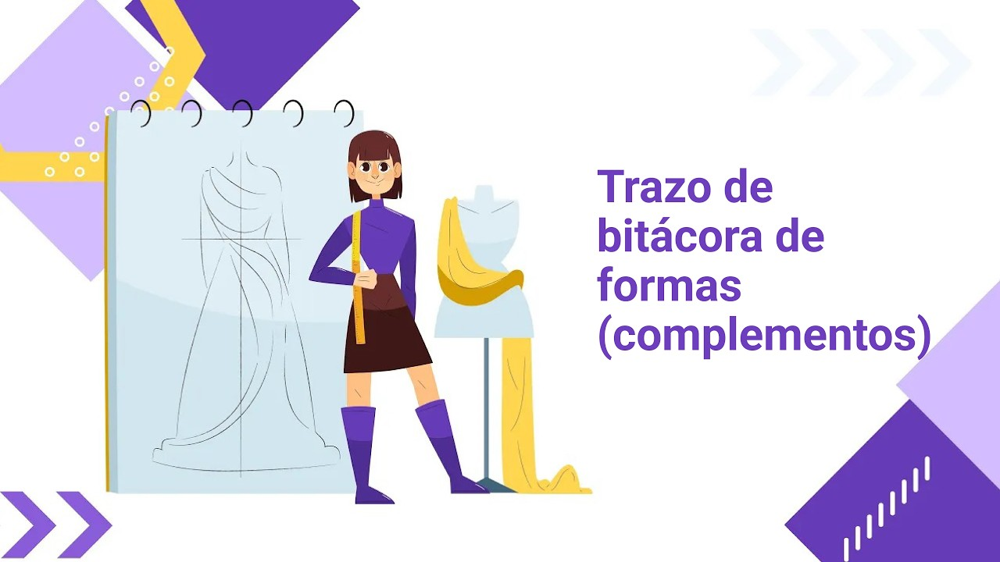 Trazo de
bitácora de
formas
(complementos)